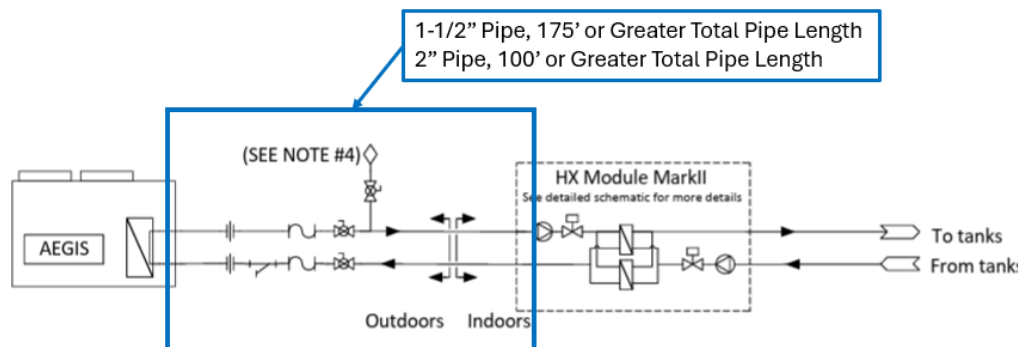 1-1/2” Pipe, 175’ or Greater Total Pipe Length
2” Pipe, 100’ or Greater Total Pipe Length
(SEE NOTE #4)
HX Module MarkII
See detailed schematic for more details
AEGIS
To tanks
From tanks
Outdoors
Indoors